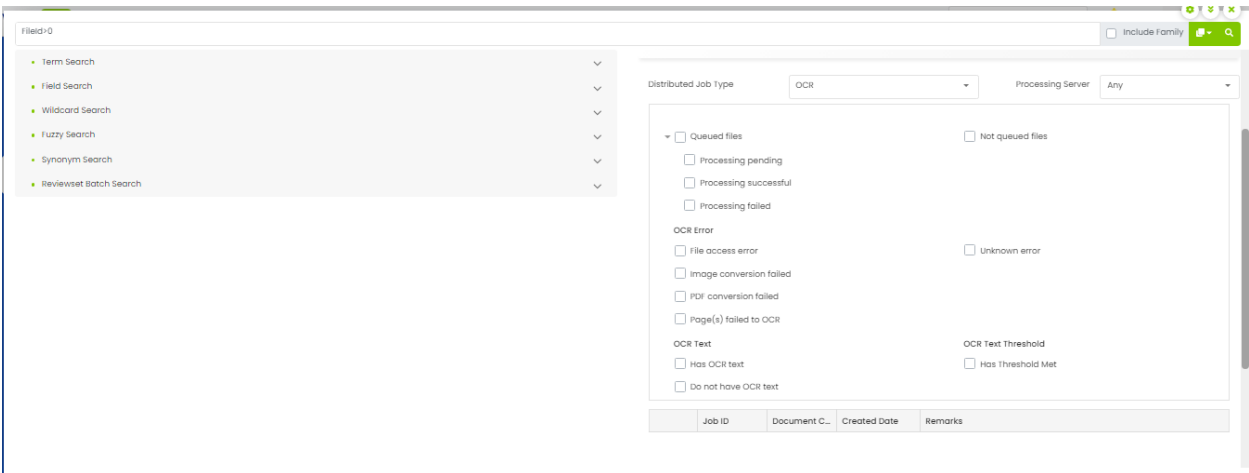 FileId>0
Include Family
Term Search
Field Search
Wildcard Search
Fuzzy Search
Synonym Search
Reviewset Batch Search
Distributed Job Type OCR Processing Server Any
Queued files Not queued files
Processing pending
Processing successful
Processing failed
OCR Error
File access error Unknown error
Image conversion failed
PDF conversion failed
Page(s) failed to OCR
OCR Text OCR Text Threshold
Has OCR text Has Threshold Met
Do not have OCR text
Job ID Document C... Created Date Remarks